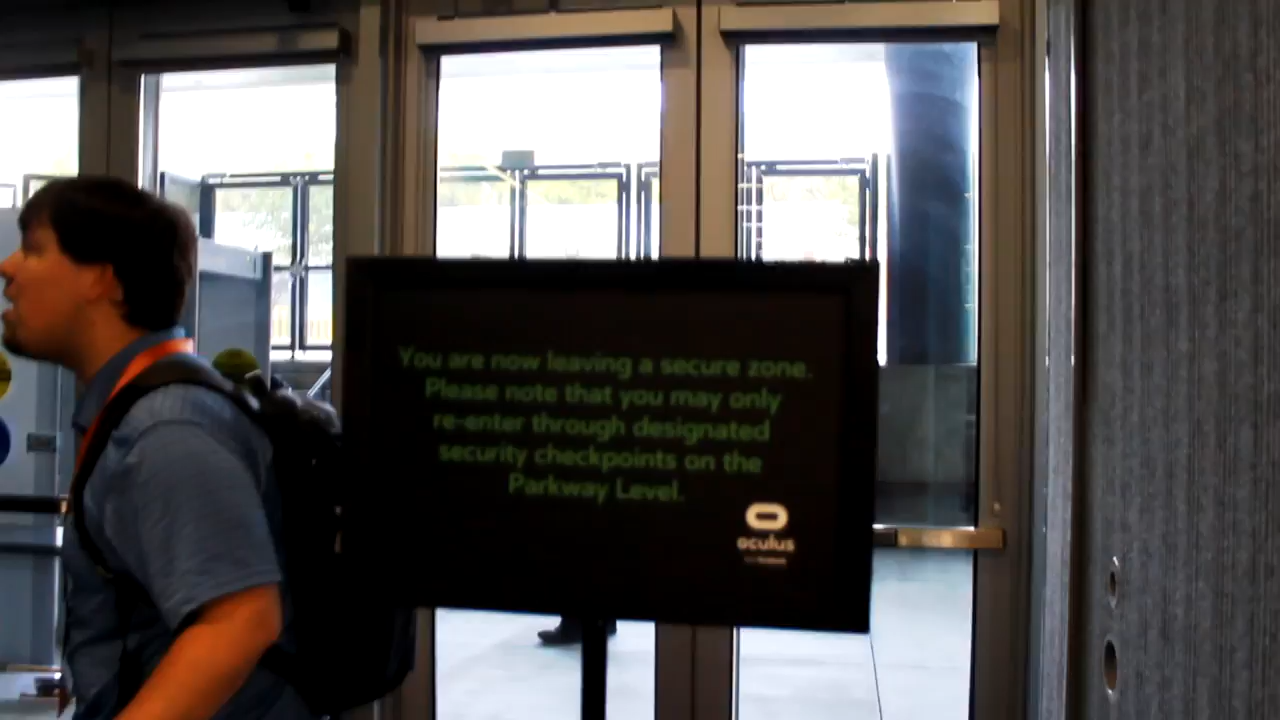 You are now leaving a secure zone.
Please note that you may only
re-enter through designated
security checkpoints on the
Parkway Level.
oculus